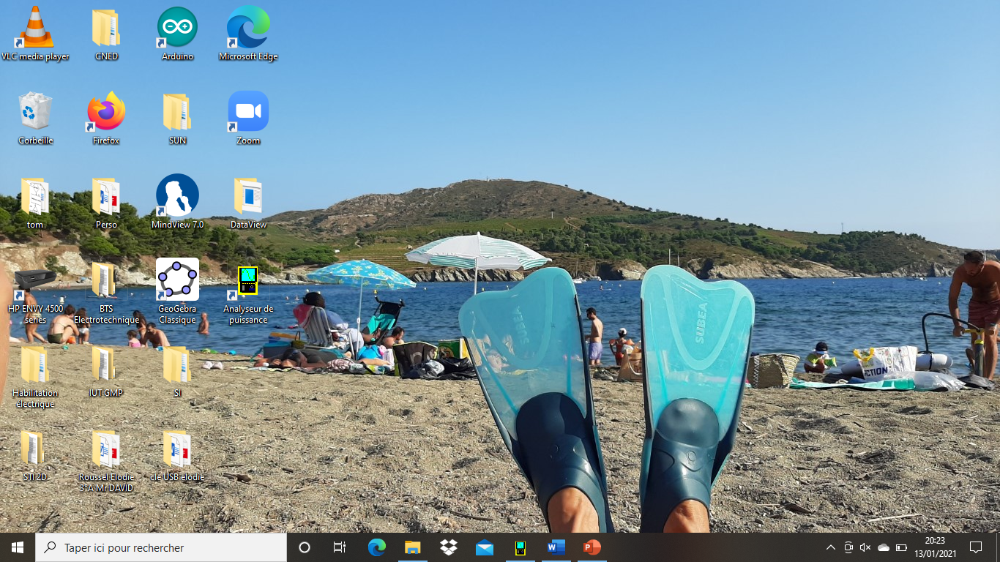 VLC media player
CNED
Arduino
Microsoft Edge
Corbeille
Firefox
SUN
Zoom
tom
Perso
MindView 7.0
DataView
HP ENVY 4500
series
BTS
Electrotechnique
GeoGebra
Classique
Analyseur de
puissance
Habilitation
électrique
IUT GMP
SI
STI 2D
Roussel Elodie
3°A Mr DAVID
clé USB elodie
SUBEA
SUBEA
CTION
Taper ici pour rechercher
W
P
20:23
13/01/2021